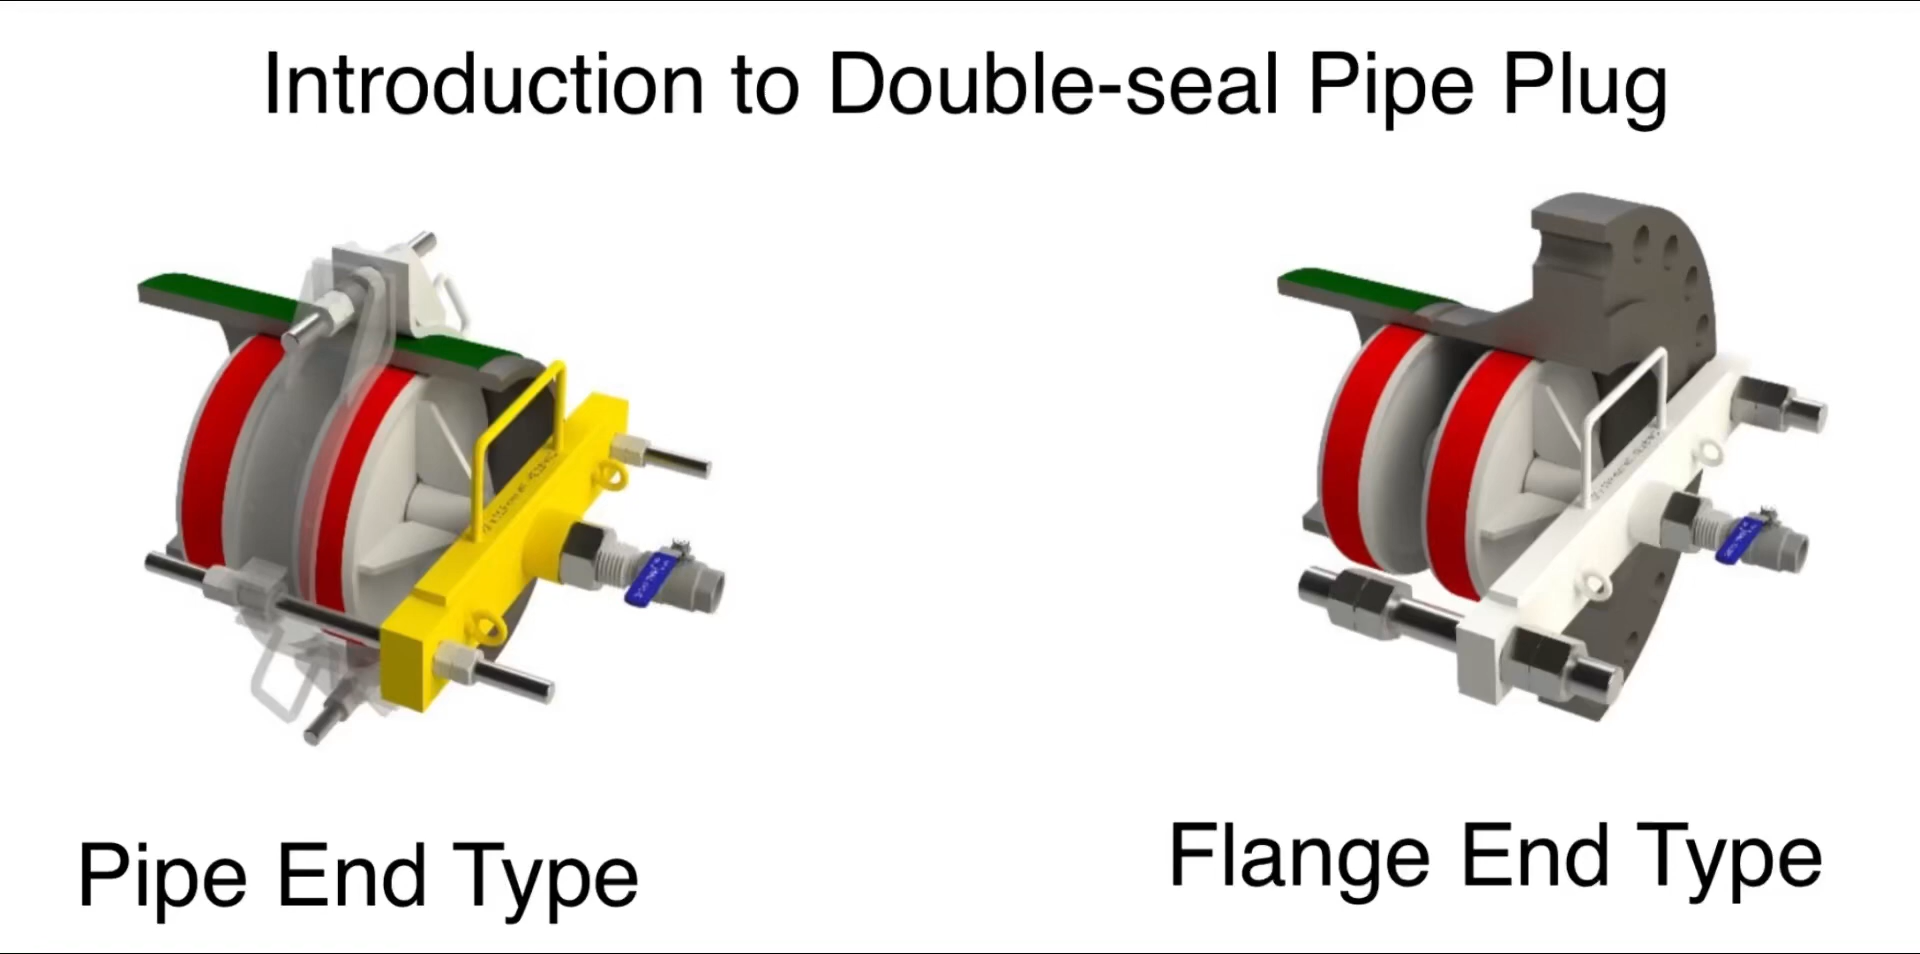 Introduction to Double-seal Pipe Plug
Pipe End Type
Flange End Type